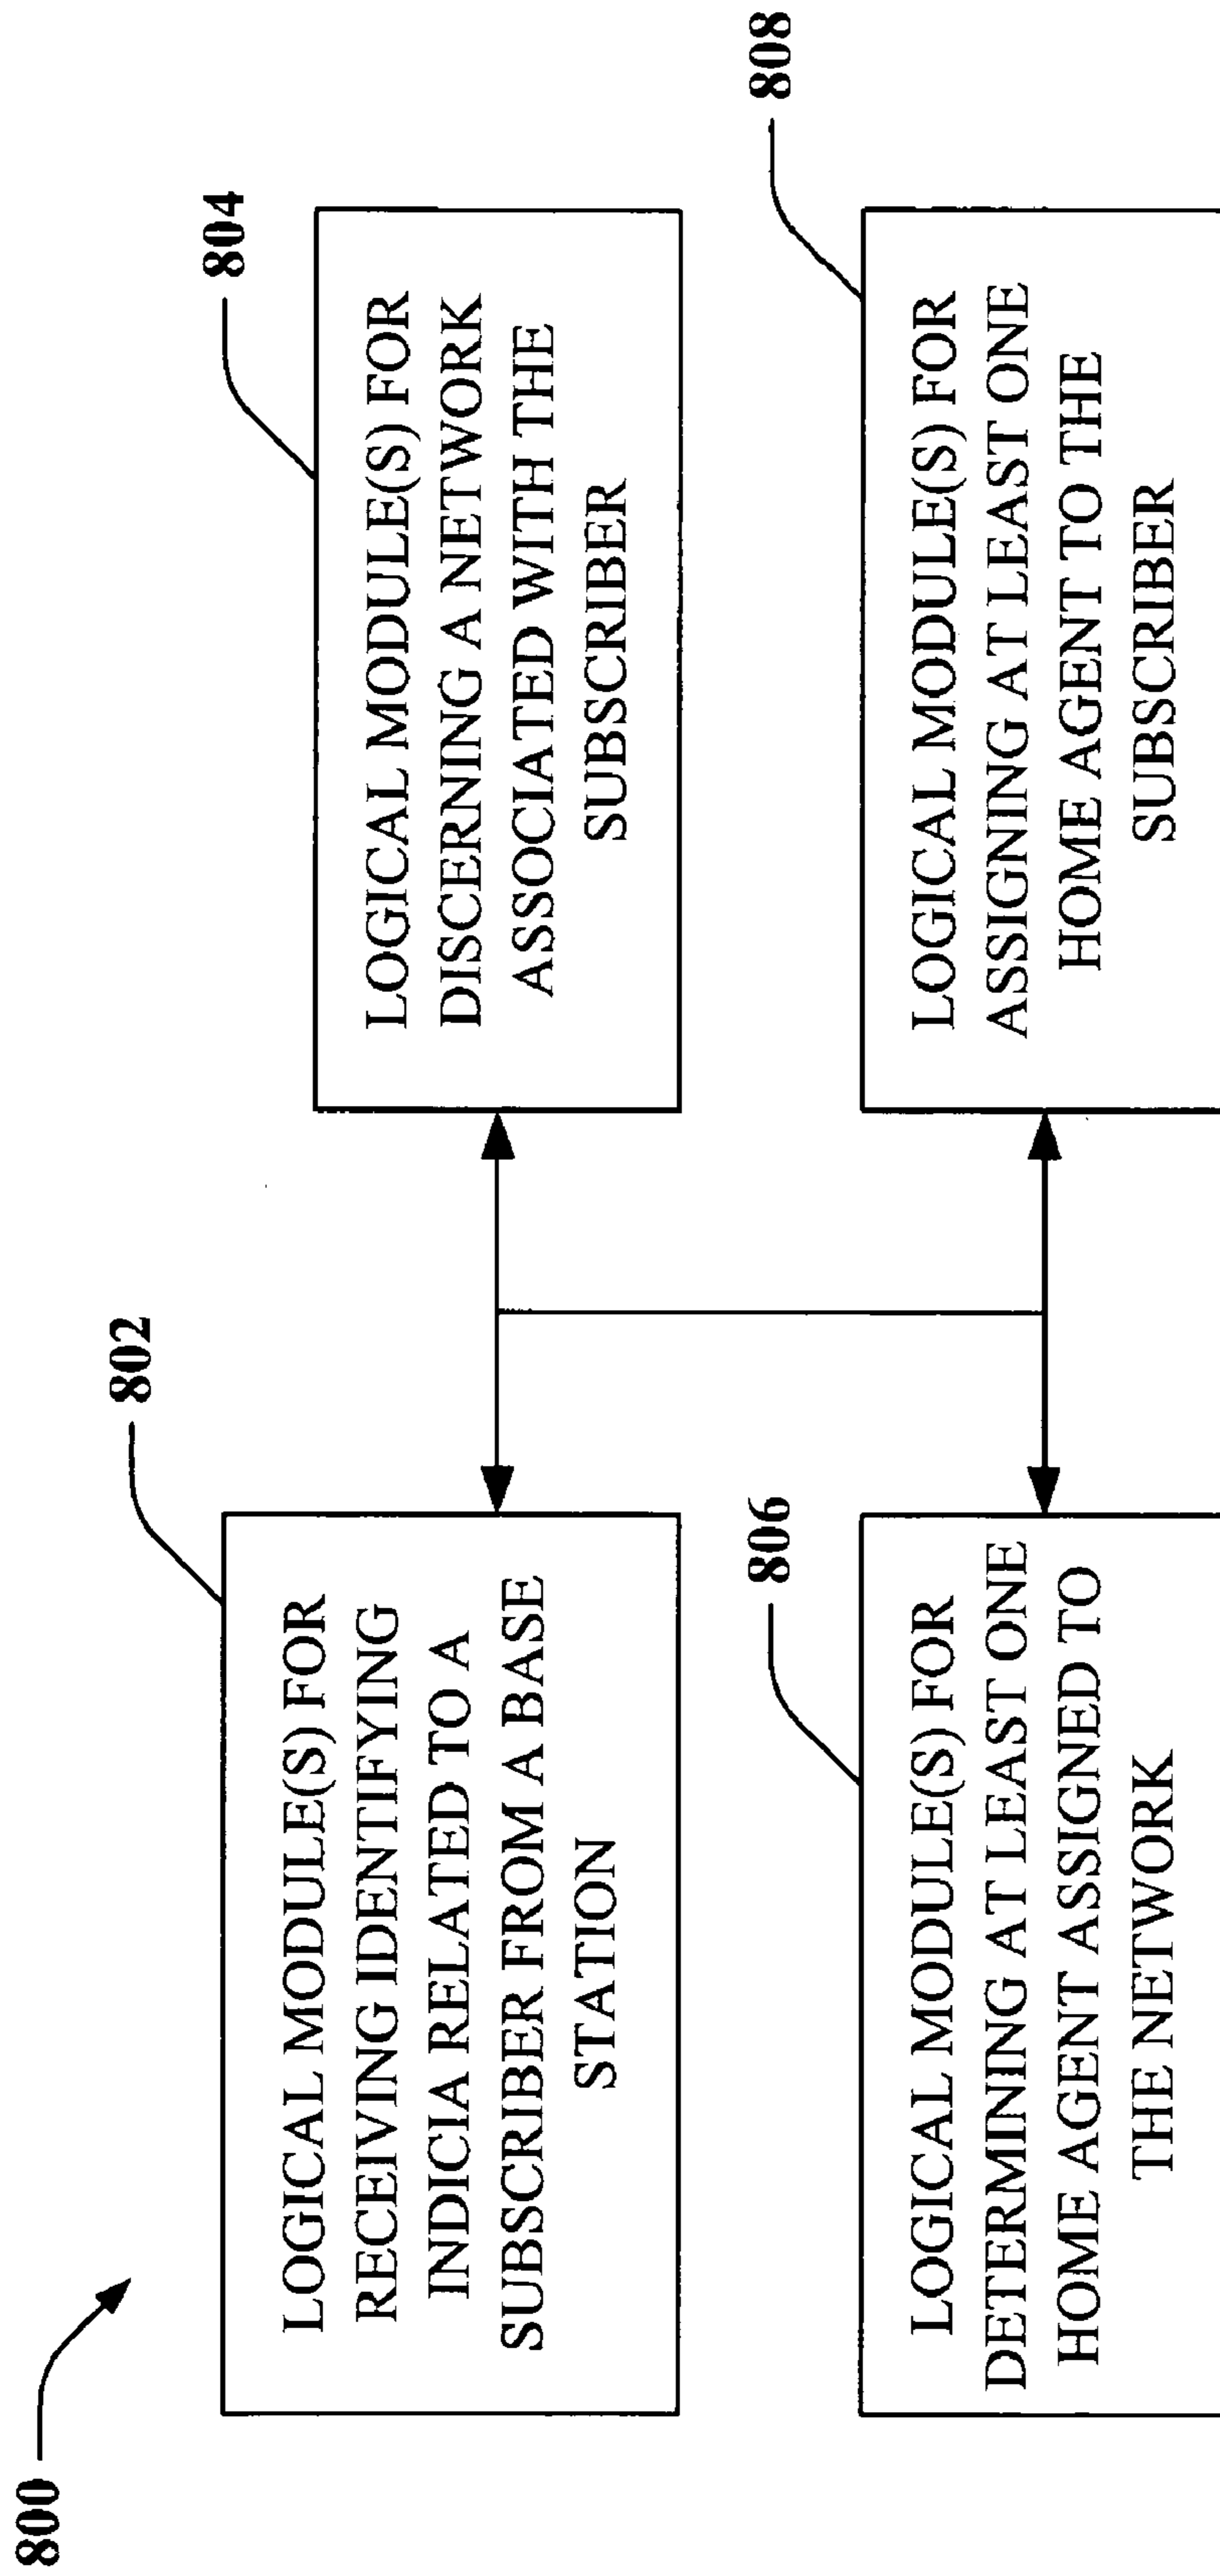 800
802
LOGICAL MODULE(S) FOR
RECEIVING IDENTIFYING
INDICIA RELATED TO A
SUBSCRIBER FROM A BASE
STATION
804
LOGICAL MODULE(S) FOR
DISCERNING A NETWORK
ASSOCIATED WITH THE
SUBSCRIBER
806
LOGICAL MODULE(S) FOR
DETERMINING AT LEAST ONE
HOME AGENT ASSIGNED TO
THE NETWORK
808
LOGICAL MODULE(S) FOR
ASSIGNING AT LEAST ONE
HOME AGENT TO THE
SUBSCRIBER